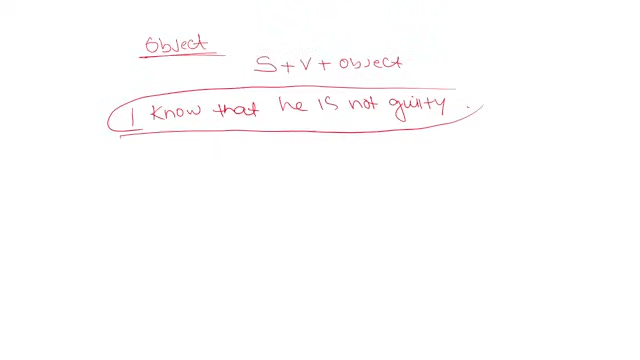 Object
S + V + Object
I know that he is not guilty.